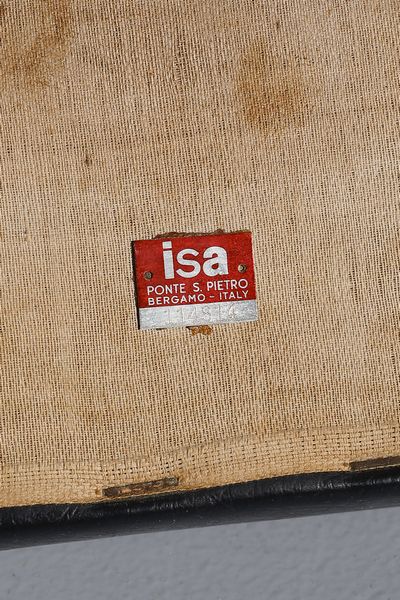 isa
PONTE S. PIETRO
BERGAMO - ITALY